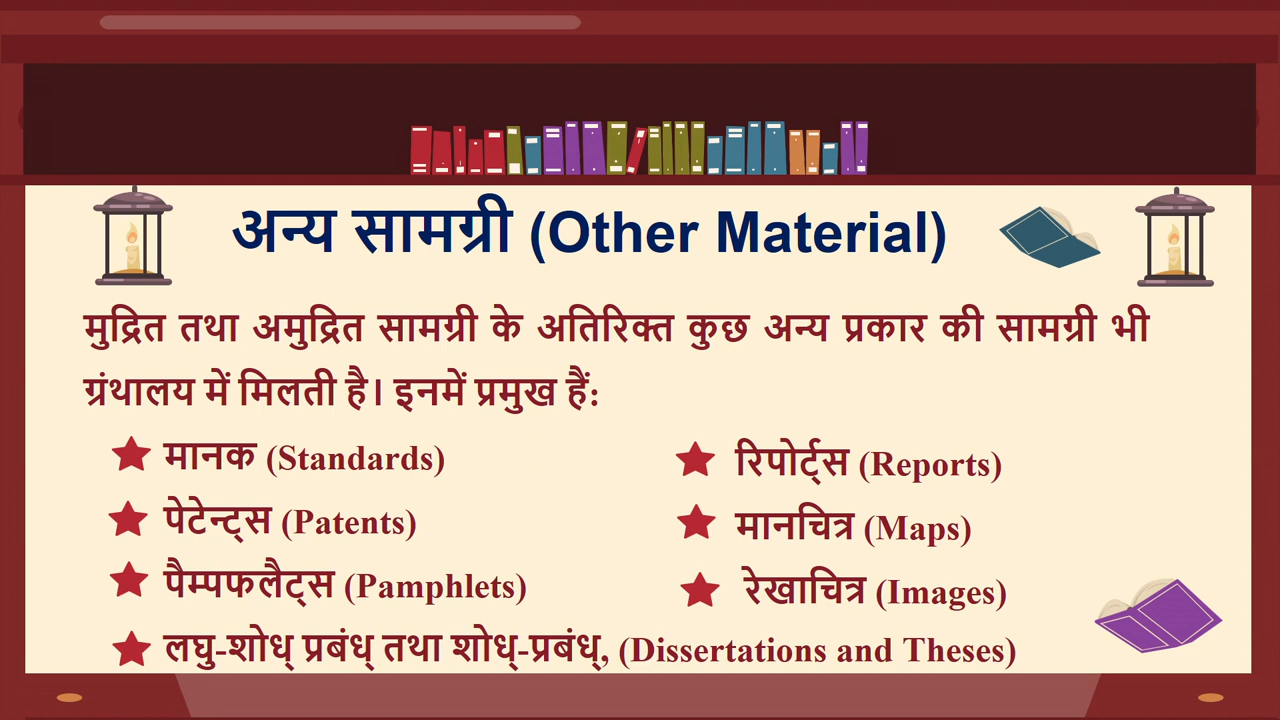 अन्य सामग्री (Other Material)
मुद्रित तथा अमुद्रित सामग्री के अतिरिक्त कुछ अन्य प्रकार की सामग्री भी
ग्रंथालय में मिलती है। इनमें प्रमुख हैं:
मानक (Standards)
रिपोर्ट्स (Reports)
पेटेन्ट्स (Patents)
मानचित्र (Maps)
पैम्पफलैट्स (Pamphlets)
रेखाचित्र (Images)
लघु-शोध् प्रबंध् तथा शोध्-प्रबंध्, (Dissertations and Theses)